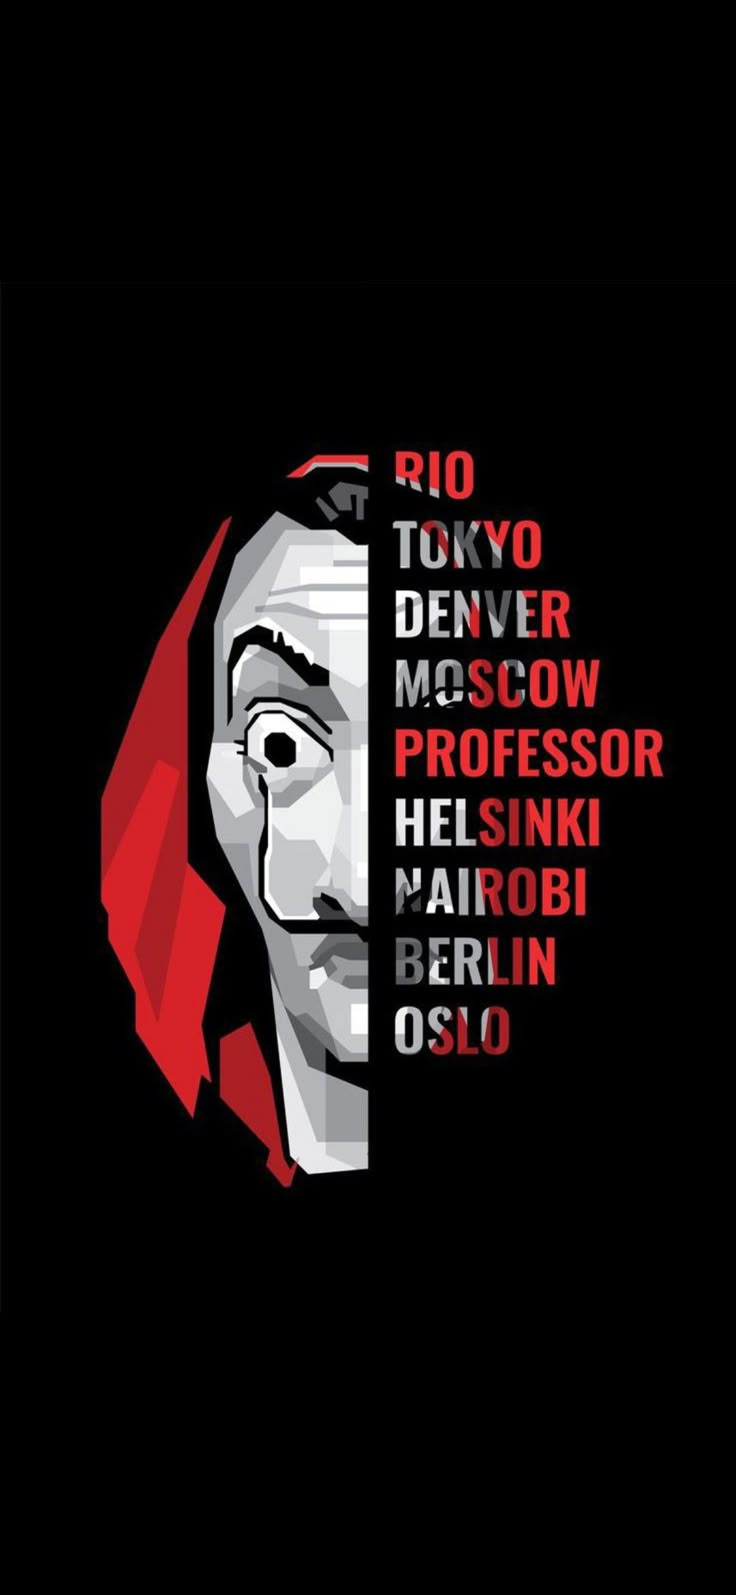 RIO
TOKYO
DENVER
MOSCOW
PROFESSOR
HELSINKI
NAIROBI
BERLIN
OSLO